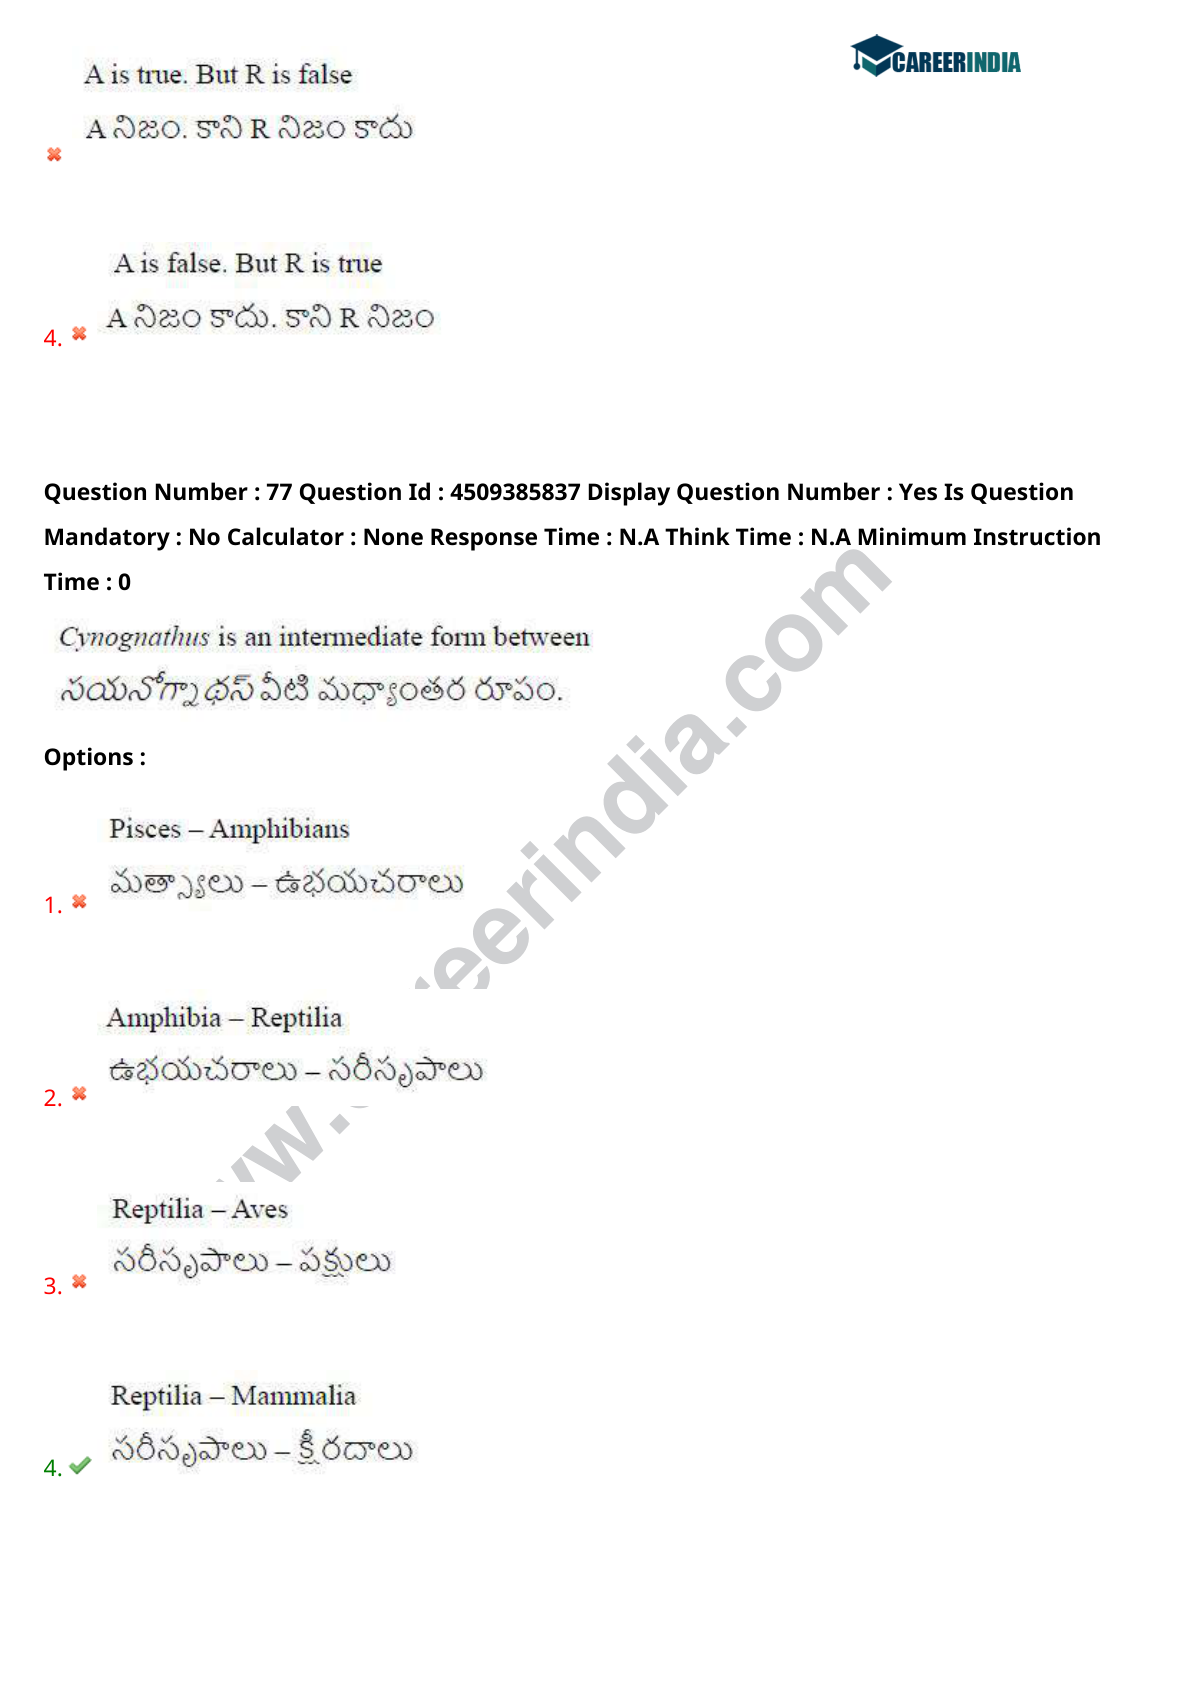 CAREERINDIA
A is true. But R is false
A నిజం. కాని R నిజం కాదు
A is false. But R is true
A నిజం కాదు. కాని R నిజం
4.
Question Number : 77 Question Id : 4509385837 Display Question Number : Yes Is Question
Mandatory : No Calculator : None Response Time : N.A Think Time : N.A Minimum Instruction
Time : 0
Cynognathus is an intermediate form between
సయనోగ్నాథస్ వీటి మధ్యాంతర రూపం.
Options :
Pisces – Amphibians
మత్స్యాలు – ఉభయచరాలు
1.
Amphibia – Reptilia
ఉభయచరాలు – సరీసృపాలు
2.
Reptilia – Aves
సరీసృపాలు – పక్షులు
3.
Reptilia – Mammalia
సరీసృపాలు – క్షీరదాలు
4.